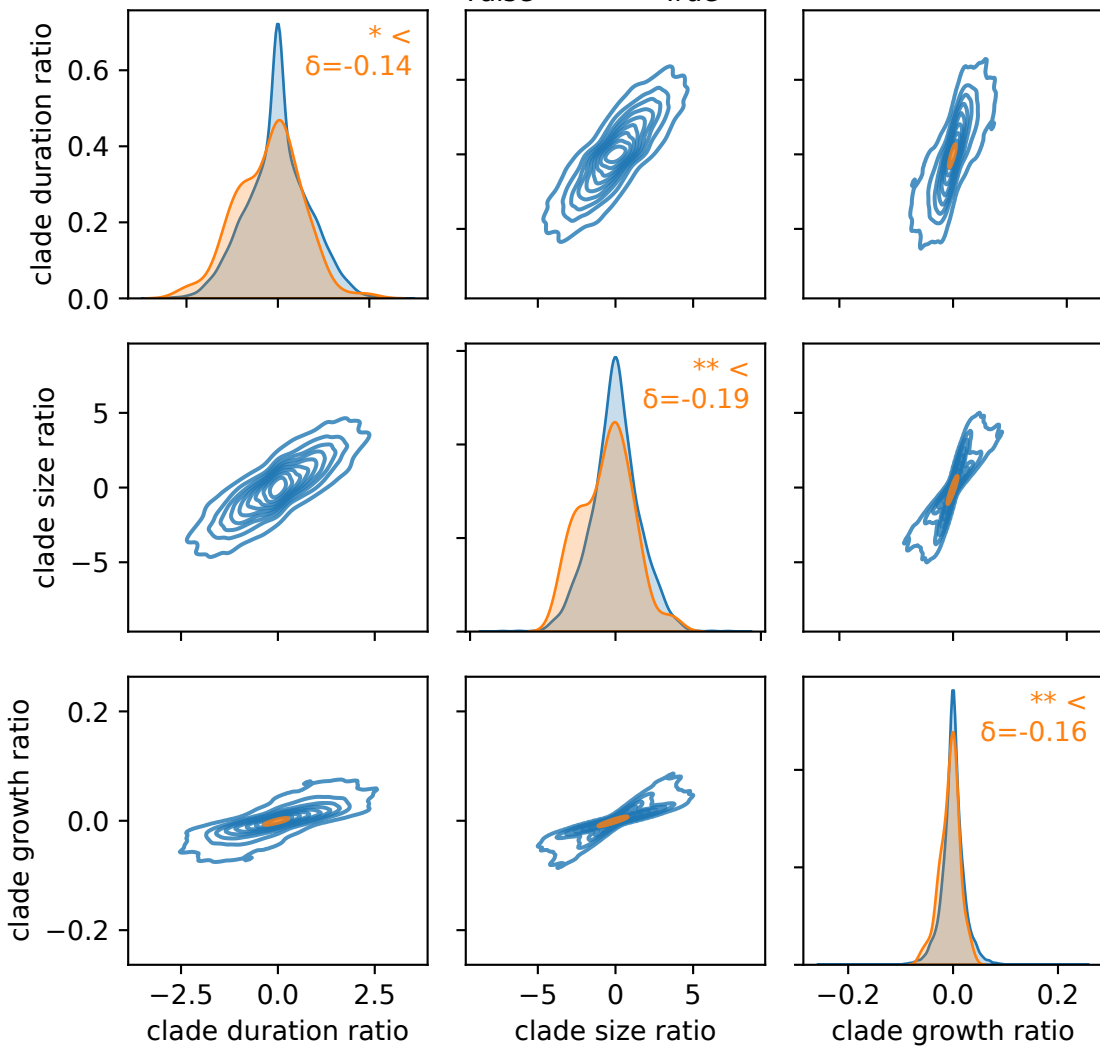 * <
δ=-0.14
clade duration ratio
0.6
0.4
0.2
0.0
** <
δ=-0.19
clade size ratio
5
0
−5
** <
δ=-0.16
clade growth ratio
0.2
0.0
−0.2
−2.5 0.0 2.5 −5 0 5 −0.2 0.0 0.2
clade duration ratio clade size ratio clade growth ratio